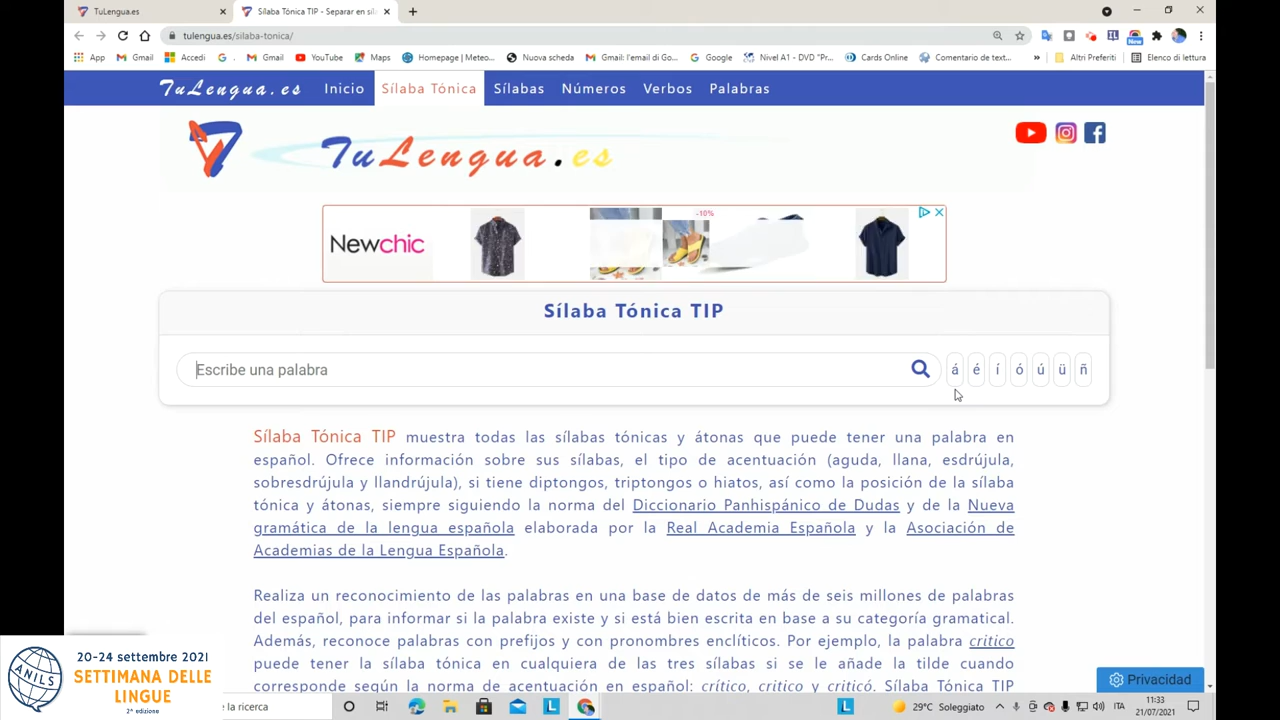 TuLengua.es
Sílaba Tónica TIP - Separar en síl
tulengua.es/silaba-tonica/
App Gmail Accedi G . Gmail YouTube Maps Homepage | Meteo... Nuova scheda Gmail: l'email di Go... Google Nivel A1 - DVD "Pr... Cards Online Comentario de text... » Altri Preferiti Elenco di lettura
New
TuLengua.es Inicio Sílaba Tónica Sílabas Números Verbos Palabras
TuLengua.es
-10%
Newchic
Sílaba Tónica TIP
Escribe una palabra á é í ó ú ü ñ
Sílaba Tónica TIP muestra todas las sílabas tónicas y átonas que puede tener una palabra en
español. Ofrece información sobre sus sílabas, el tipo de acentuación (aguda, llana, esdrújula,
sobresdrújula y llandrújula), si tiene diptongos, triptongos o hiatos, así como la posición de la sílaba
tónica y átonas, siempre siguiendo la norma del Diccionario Panhispánico de Dudas y de la Nueva
gramática de la lengua española elaborada por la Real Academia Española y la Asociación de
Academias de la Lengua Española.
Realiza un reconocimiento de las palabras en una base de datos de más de seis millones de palabras
del español, para informar si la palabra existe y si está bien escrita en base a su categoría gramatical.
Además, reconoce palabras con prefijos y con pronombres enclíticos. Por ejemplo, la palabra critico
puede tener la sílaba tónica en cualquiera de las tres sílabas si se le añade la tilde cuando
corresponde según la norma de acentuación en español: crítico, critico y criticó. Sílaba Tónica TIP
Privacidad
ANILS
20-24 settembre 2021
SETTIMANA DELLE
LINGUE
2ª edizione
la ricerca
29°C Soleggiato ITA
11:33
21/07/2021